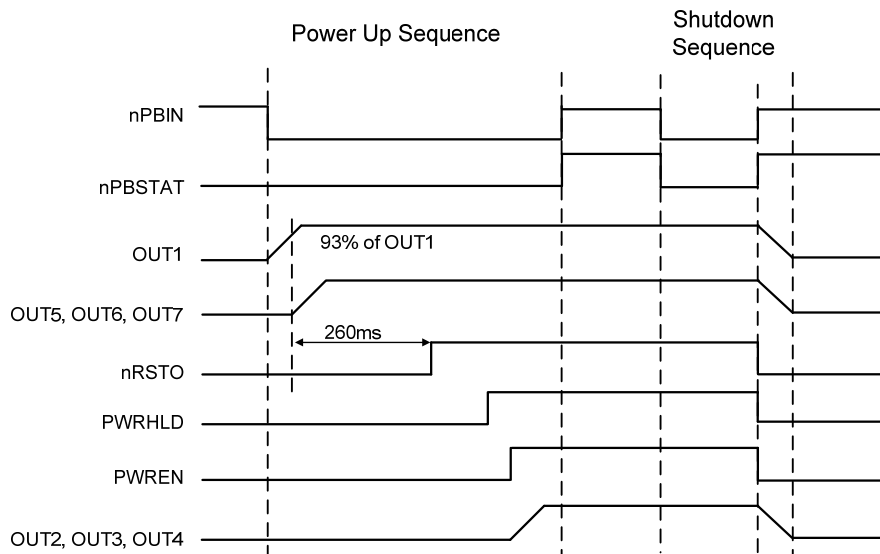 Power Up Sequence
Shutdown
Sequence
nPBIN
nPBSTAT
OUT1
93% of OUT1
OUT5, OUT6, OUT7
260ms
nRSTO
PWRHLD
PWREN
OUT2, OUT3, OUT4